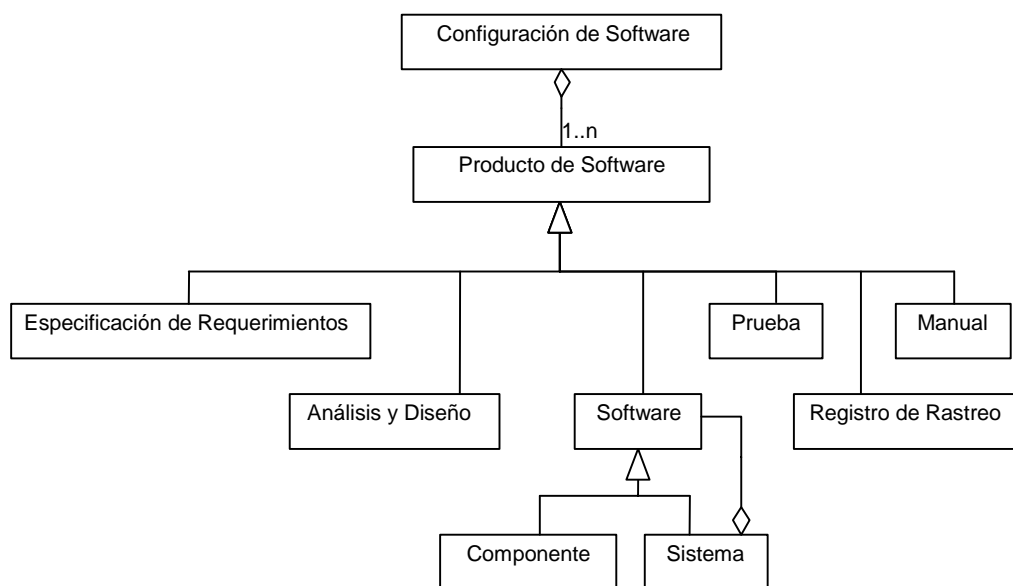 Configuración de Software
1..n
Producto de Software
Especificación de Requerimientos
Prueba
Manual
Análisis y Diseño
Software
Registro de Rastreo
Componente
Sistema